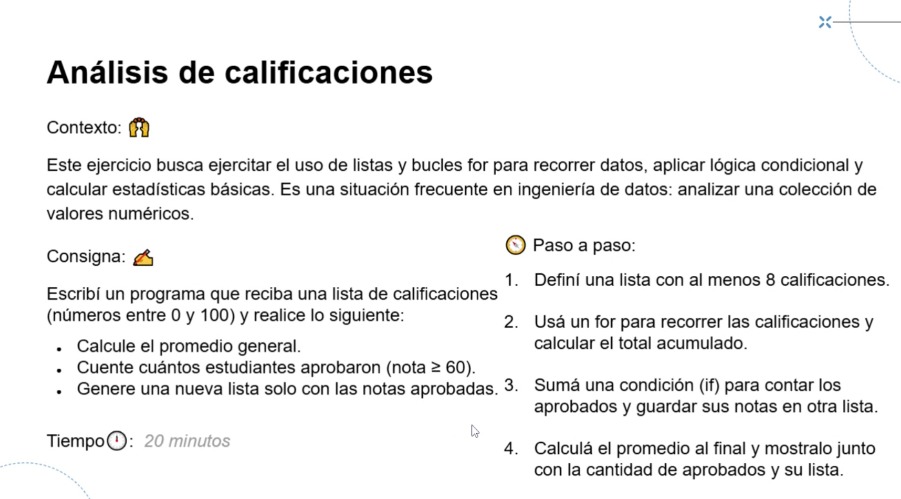 Análisis de calificaciones
Contexto:
Este ejercicio busca ejercitar el uso de listas y bucles for para recorrer datos, aplicar lógica condicional y
calcular estadísticas básicas. Es una situación frecuente en ingeniería de datos: analizar una colección de
valores numéricos.
Consigna:
Escribí un programa que reciba una lista de calificaciones
(números entre 0 y 100) y realice lo siguiente:
• Calcule el promedio general.
• Cuente cuántos estudiantes aprobaron (nota ≥ 60).
• Genere una nueva lista solo con las notas aprobadas.
Tiempo: 20 minutos
Paso a paso:
1. Definí una lista con al menos 8 calificaciones.
2. Usá un for para recorrer las calificaciones y
calcular el total acumulado.
3. Sumá una condición (if) para contar los
aprobados y guardar sus notas en otra lista.
4. Calculá el promedio al final y mostralo junto
con la cantidad de aprobados y su lista.